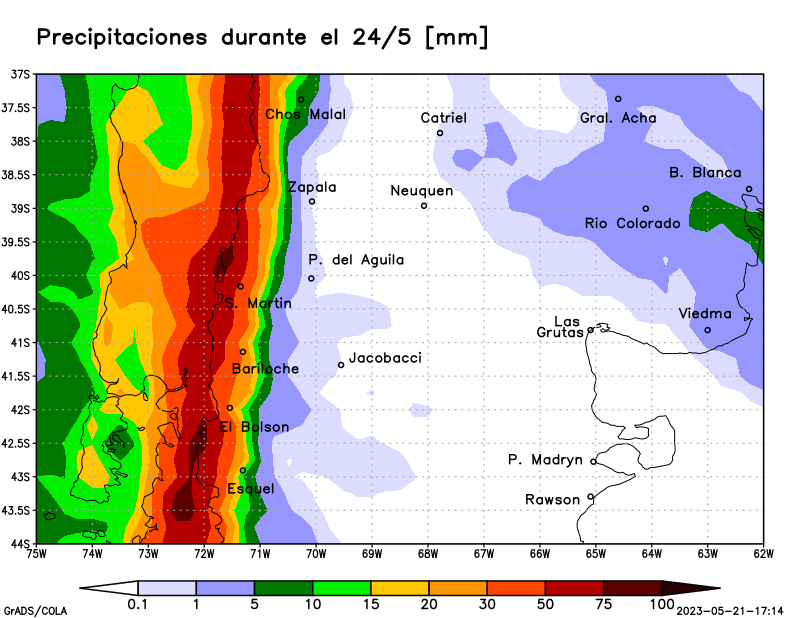 Precipitaciones durante el 24/5 [mm]
37S
37.5S
Chos Malal
Catriel
Gral. Acha
38S
38.5S
B. Blanca
Zapala
Neuquen
39S
Rio Colorado
39.5S
P. del Aguila
40S
S. Martin
40.5S
Las
Grutas
Viedma
41S
Bariloche
Jacobacci
41.5S
42S
El Bolson
42.5S
P. Madryn
43S
Esquel
Rawson
43.5S
44S
75W 74W 73W 72W 71W 70W 69W 68W 67W 66W 65W 64W 63W 62W
0.1 1 5 10 15 20 30 50 75 100
GrADS/COLA
2023-05-21-17:14